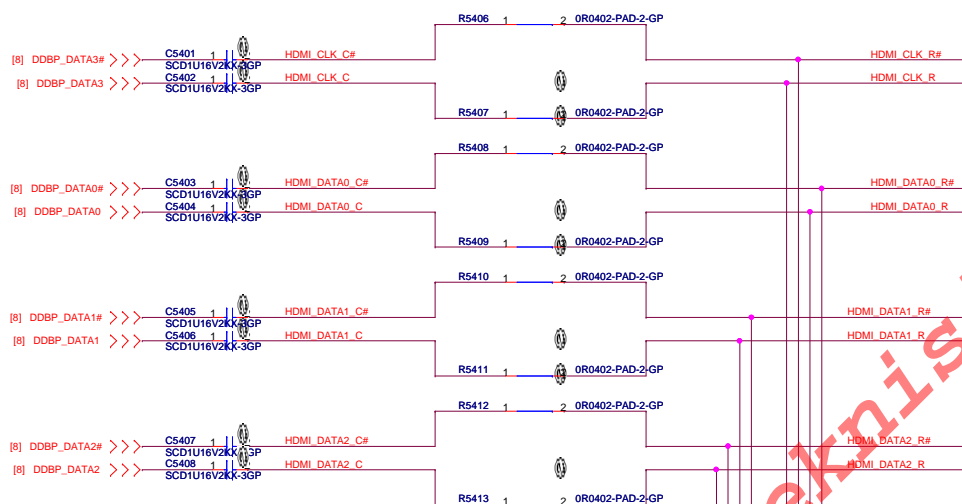 R5406 1 2 0R0402-PAD-2-GP
[8] DDBP_DATA3# C5401 1 HDMI_CLK_C# HDMI_CLK_R#
SCD1U16V2KX-3GP
[8] DDBP_DATA3 C5402 1 HDMI_CLK_C HDMI_CLK_R
SCD1U16V2KX-3GP
R5407 1 0R0402-PAD-2-GP
R5408 1 2 0R0402-PAD-2-GP
[8] DDBP_DATA0# C5403 1 HDMI_DATA0_C# HDMI_DATA0_R#
SCD1U16V2KX-3GP
[8] DDBP_DATA0 C5404 1 HDMI_DATA0_C HDMI_DATA0_R
SCD1U16V2KX-3GP
R5409 1 0R0402-PAD-2-GP
R5410 1 2 0R0402-PAD-2-GP
[8] DDBP_DATA1# C5405 1 HDMI_DATA1_C# HDMI_DATA1_R#
SCD1U16V2KX-3GP
[8] DDBP_DATA1 C5406 1 HDMI_DATA1_C HDMI_DATA1_R
SCD1U16V2KX-3GP
R5411 1 0R0402-PAD-2-GP
R5412 1 2 0R0402-PAD-2-GP
[8] DDBP_DATA2# C5407 1 HDMI_DATA2_C# HDMI_DATA2_R#
SCD1U16V2KX-3GP
[8] DDBP_DATA2 C5408 1 HDMI_DATA2_C HDMI_DATA2_R
SCD1U16V2KX-3GP
R5413 1 2 0R0402-PAD-2-GP
eknis